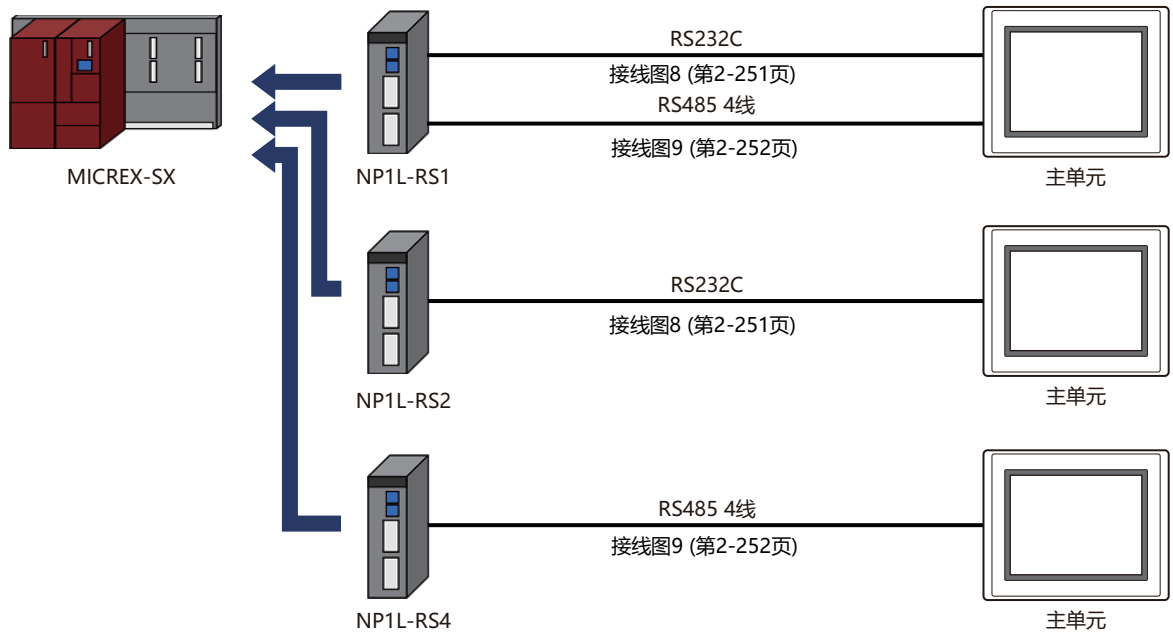 RS232C
接线图8 (第2-251页)
RS485 4线
接线图9 (第2-252页)
MICREX-SX
NP1L-RS1
主单元
RS232C
接线图8 (第2-251页)
NP1L-RS2
主单元
RS485 4线
接线图9 (第2-252页)
NP1L-RS4
主单元